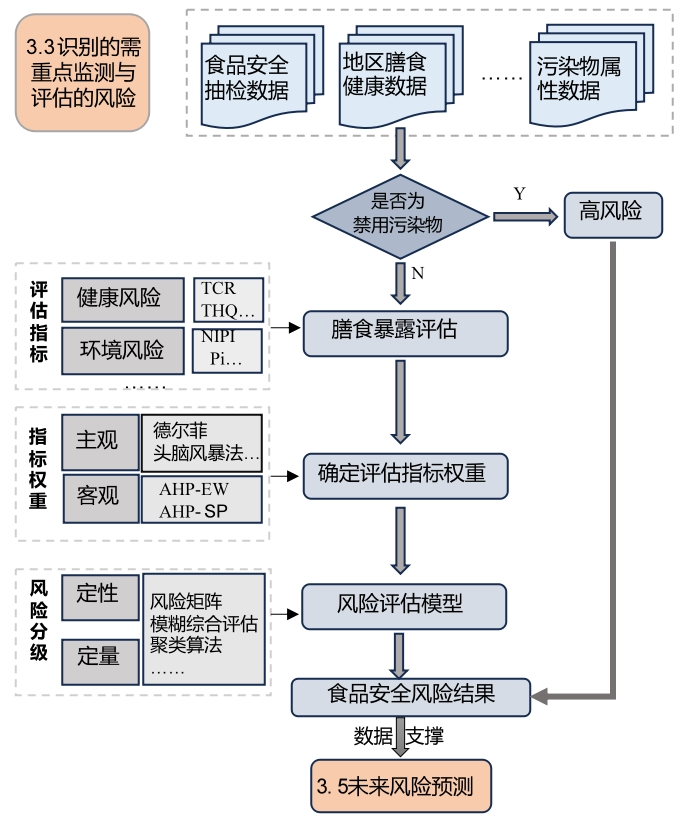 3.3识别的需
重点监测与
评估的风险
食品安全
抽检数据
地区膳食
健康数据
……
污染物属
性数据
是否为
禁用污染物
Y
高风险
N
评估指标
健康风险
TCR
THQ…
环境风险
NIPI
Pi…
……
膳食暴露评估
指标权重
主观
德尔菲
头脑风暴法…
客观
AHP-EW
AHP-SP
确定评估指标权重
风险分级
定性
定量
风险矩阵
模糊综合评估
聚类算法
……
风险评估模型
食品安全风险结果
数据 支撑
3. 5未来风险预测